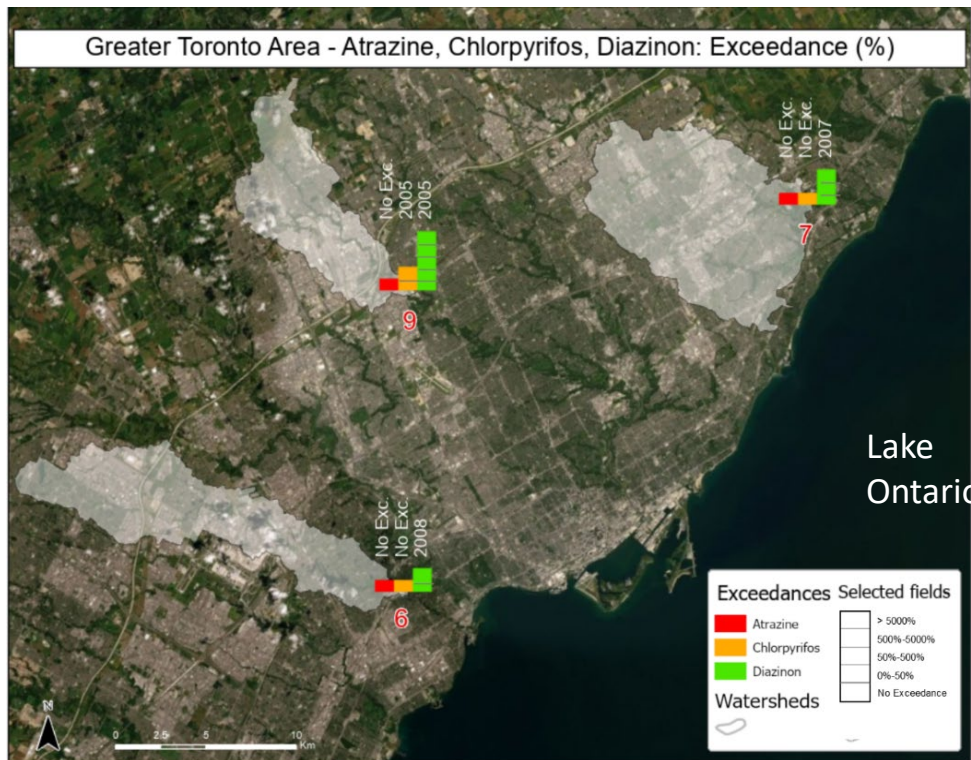 Greater Toronto Area - Atrazine, Chlorpyrifos, Diazinon: Exceedance (%)
No Exc.
No Exc.
2007
7
No Exc
2005
2005
9
Lake
Ontario
No Exc.
No Exc.
2008
6
Exceedances
Atrazine
Chlorpyrifos
Diazinon
Watersheds
Selected fields
> 5000%
500%-5000%
50%-500%
0%-50%
No Exceedance
N
0 2.5 5 10
Km